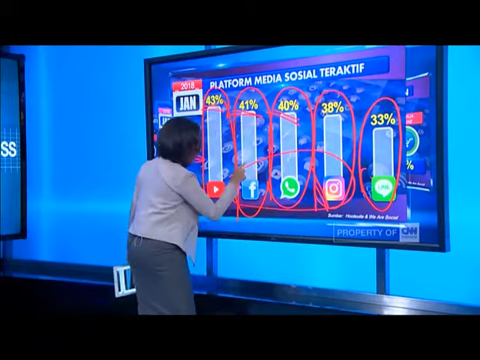 PLATFORM MEDIA SOSIAL TERAKTIF
2018
JAN
43%
41%
40%
38%
33%
SS
%
Sumber : Hootsuite & We Are Social
PROPERTY OF CNN